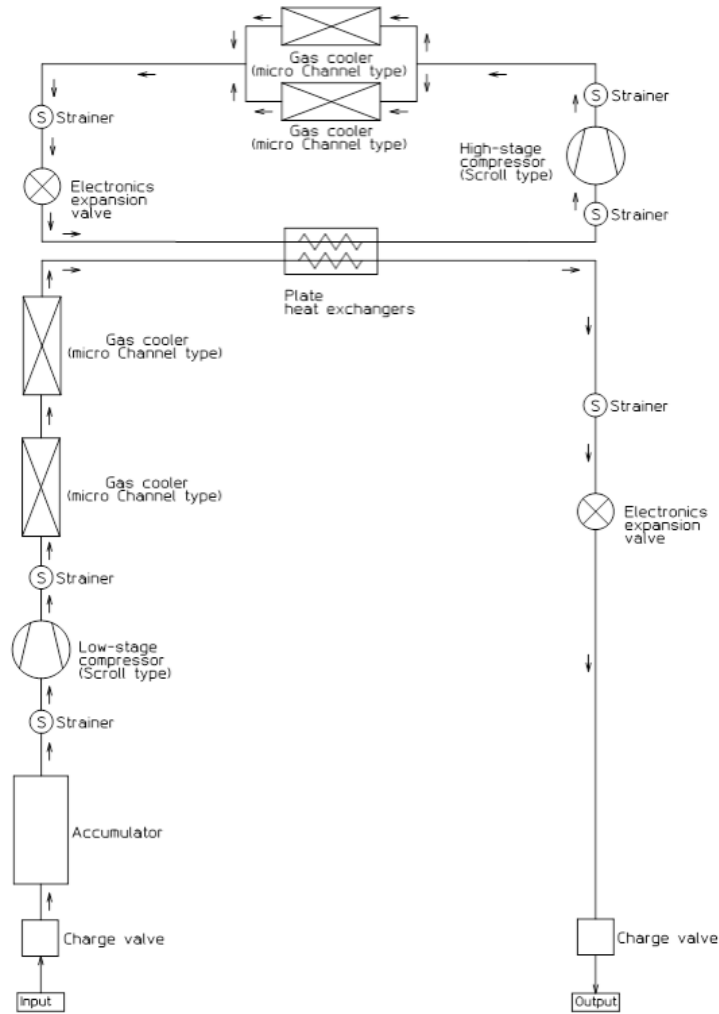 Gas cooler
(micro Channel type)
Gas cooler
(micro Channel type)
S Strainer
S Strainer
High-stage
compressor
(Scroll type)
Electronics
expansion
valve
S Strainer
Plate
heat exchangers
Gas cooler
(micro Channel type)
S Strainer
Gas cooler
(micro Channel type)
Electronics
expansion
valve
S Strainer
Low-stage
compressor
(Scroll type)
S Strainer
Accumulator
Charge valve
Charge valve
Input
Output